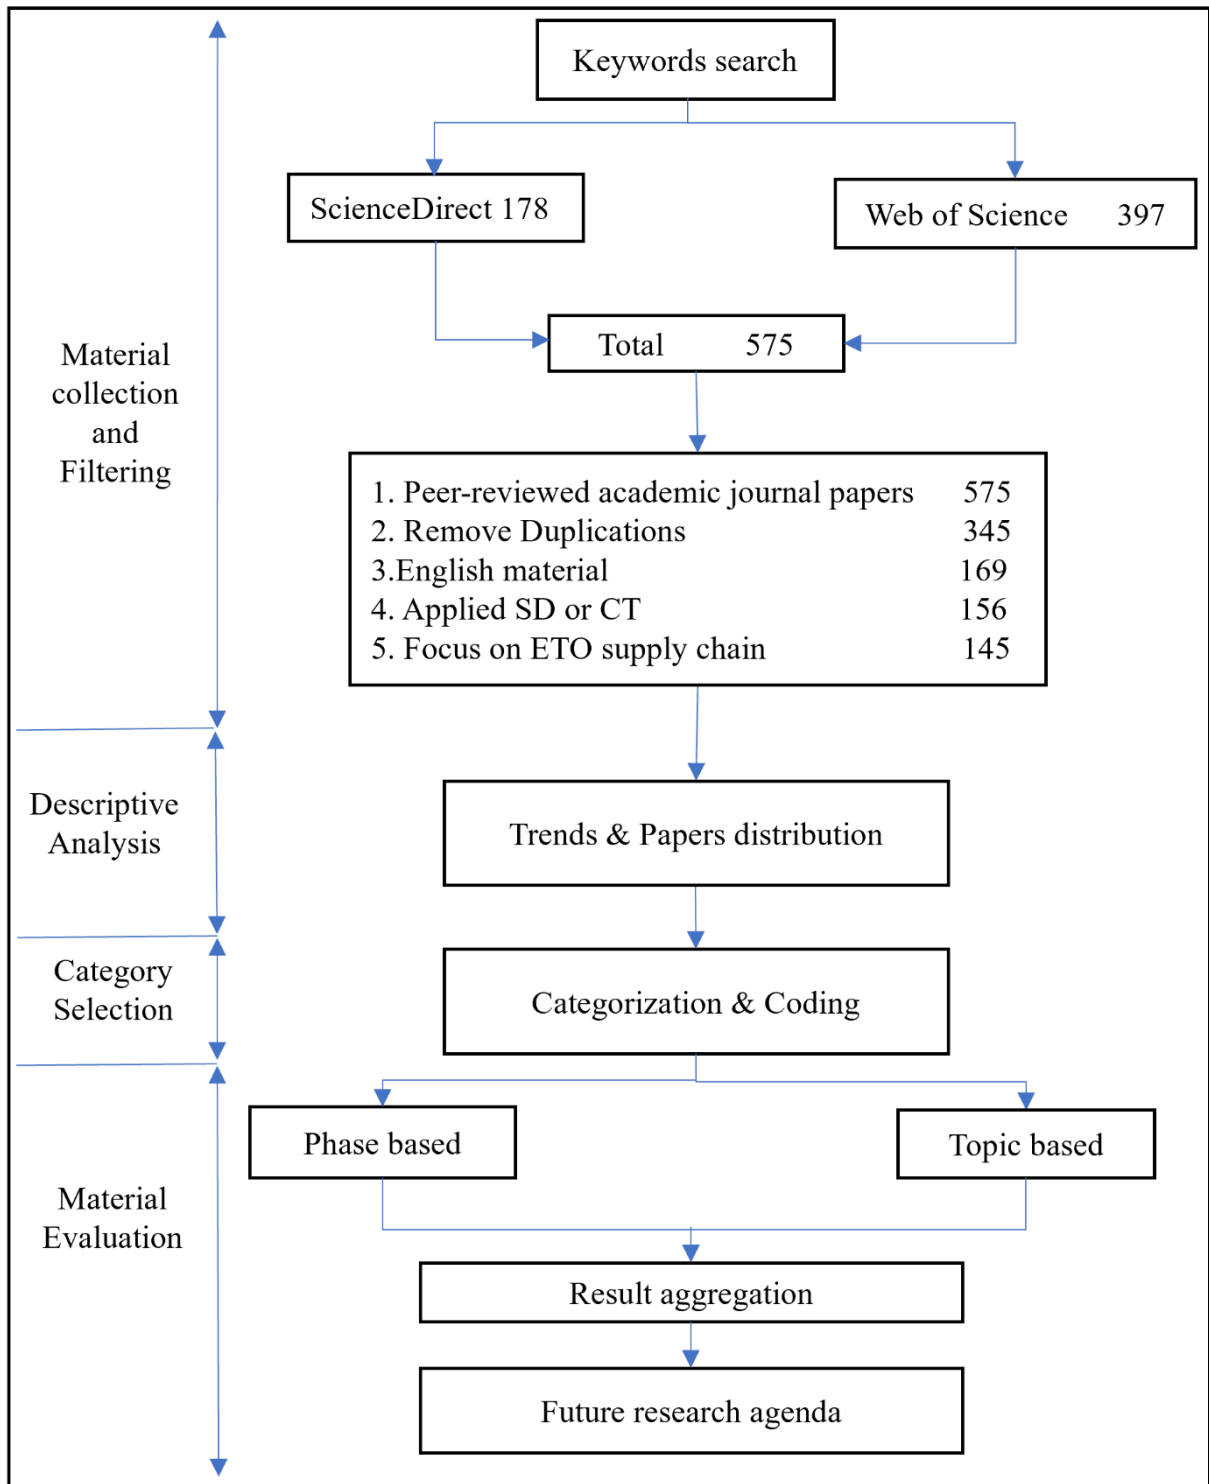 Keywords search
ScienceDirect 178
Web of Science 397
Total 575
Material
collection
and
Filtering
1. Peer-reviewed academic journal papers 575
2. Remove Duplications 345
3.English material 169
4. Applied SD or CT 156
5. Focus on ETO supply chain 145
Descriptive
Analysis
Trends & Papers distribution
Category
Selection
Categorization & Coding
Material
Evaluation
Phase based
Topic based
Result aggregation
Future research agenda